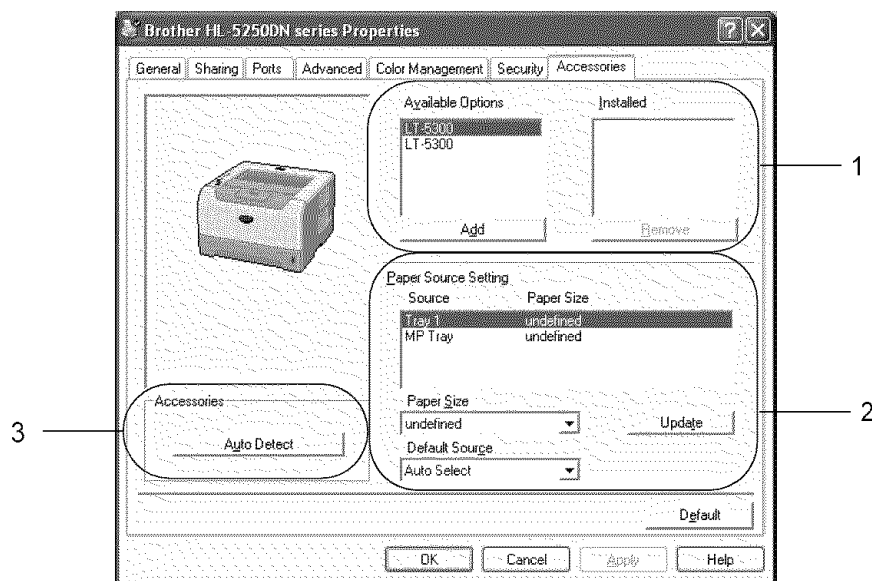 Brother HL-5250DN series Properties
General Sharing Ports Advanced Color Management Security Accessories
Available Options Installed
LT-5300
LT-5300
Add Remove
1
Paper Source Setting
Source Paper Size
Tray 1 undefined
MP Tray undefined
Paper Size
undefined
Update
2
Default Source
Auto Select
Accessories
Auto Detect
3
Default
OK Cancel Apply Help